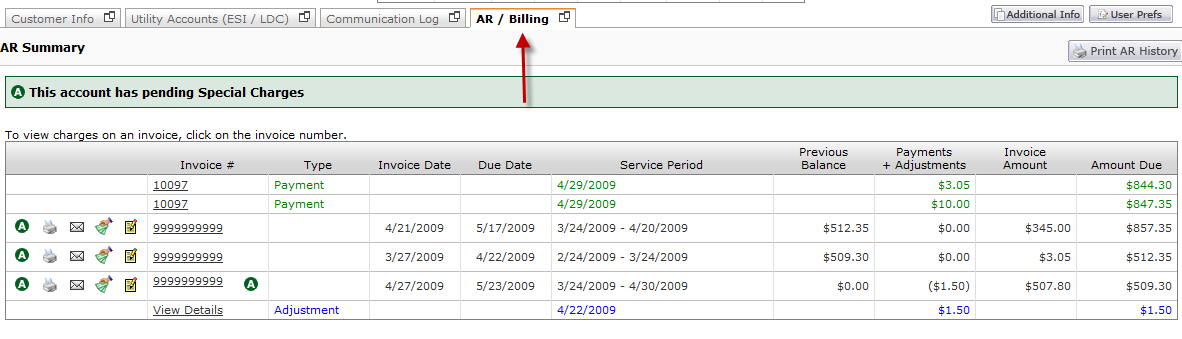 Customer Info Utility Accounts (ESI / LDC) Communication Log AR / Billing Additional Info User Prefs
AR Summary Print AR History
A This account has pending Special Charges
To view charges on an invoice, click on the invoice number.
Invoice # Type Invoice Date Due Date Service Period Previous Balance Payments + Adjustments Invoice Amount Amount Due
10097 Payment 4/29/2009 $3.05 $844.30
10097 Payment 4/29/2009 $10.00 $847.35
A 9999999999 4/21/2009 5/17/2009 3/24/2009 - 4/20/2009 $512.35 $0.00 $345.00 $857.35
A 9999999999 3/27/2009 4/22/2009 2/24/2009 - 3/24/2009 $509.30 $0.00 $3.05 $512.35
A 9999999999 A 4/27/2009 5/23/2009 3/24/2009 - 4/30/2009 $0.00 ($1.50) $507.80 $509.30
View Details Adjustment 4/22/2009 $1.50 $1.50